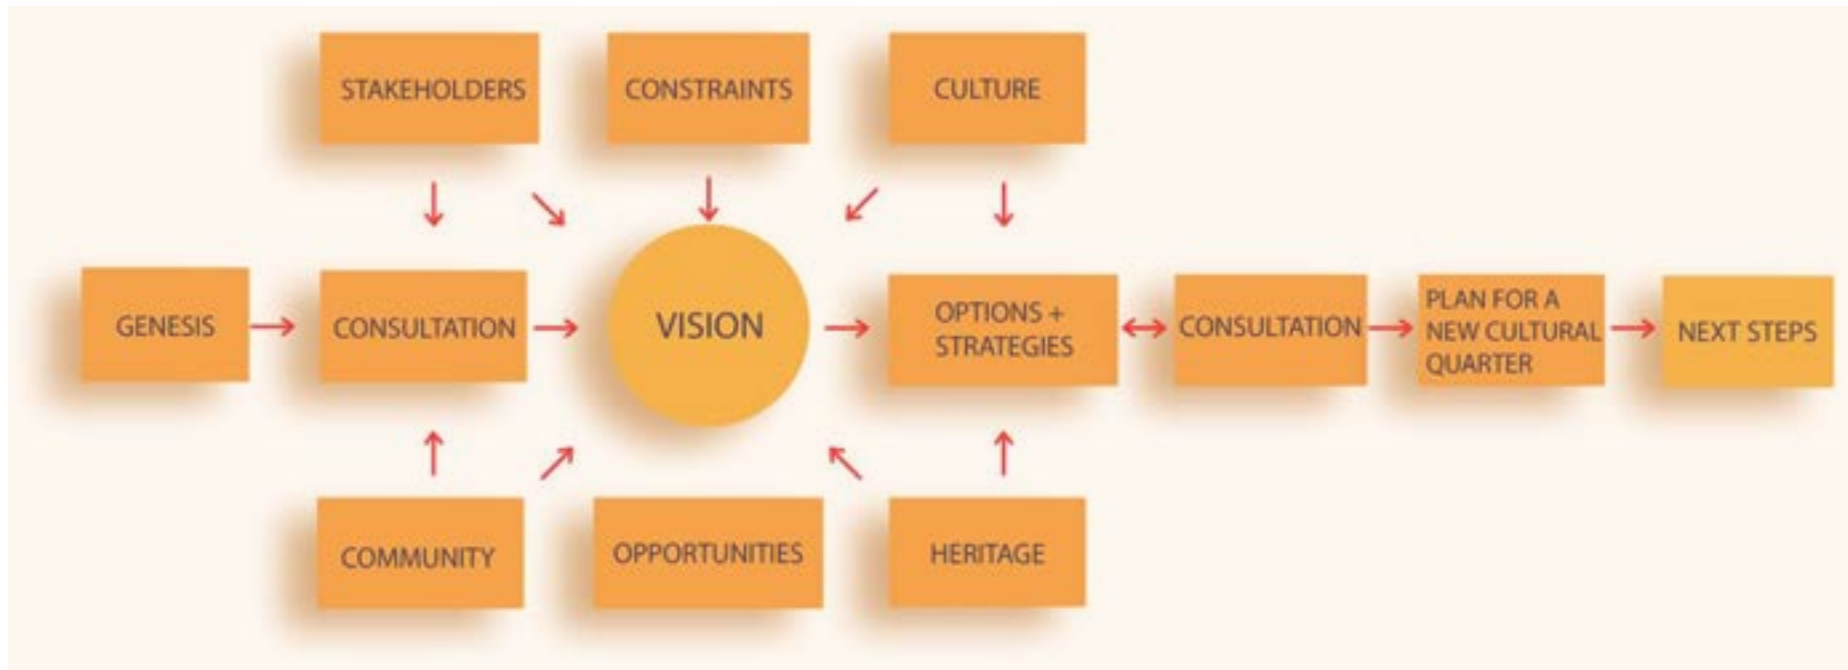 STAKEHOLDERS
CONSTRAINTS
CULTURE
GENESIS
CONSULTATION
VISION
OPTIONS +
STRATEGIES
CONSULTATION
PLAN FOR A
NEW CULTURAL
QUARTER
NEXT STEPS
COMMUNITY
OPPORTUNITIES
HERITAGE